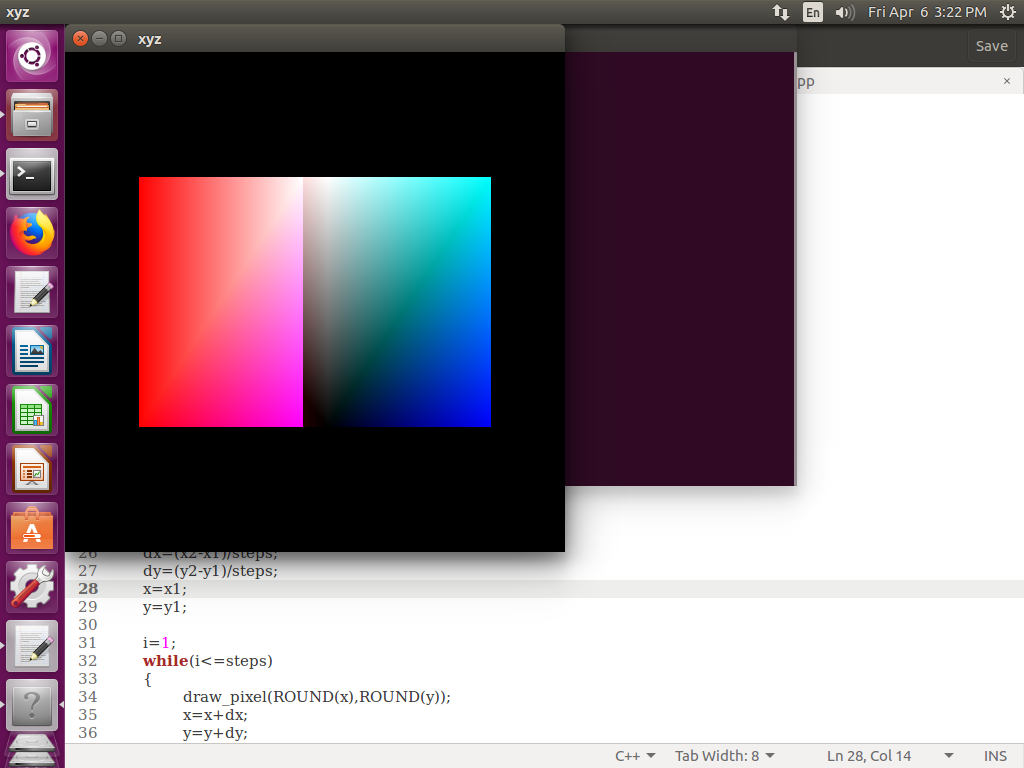 xyz
En
Fri Apr 6 3:22 PM
xyz
Save
pp
26 dx=(x2-x1)/steps;
27 dy=(y2-y1)/steps;
28 x=x1;
29 y=y1;
30
31 i=1;
32 while(i<=steps)
33 {
34 draw_pixel(ROUND(x),ROUND(y));
35 x=x+dx;
36 y=y+dy;
C++ Tab Width: 8 Ln 28, Col 14 INS